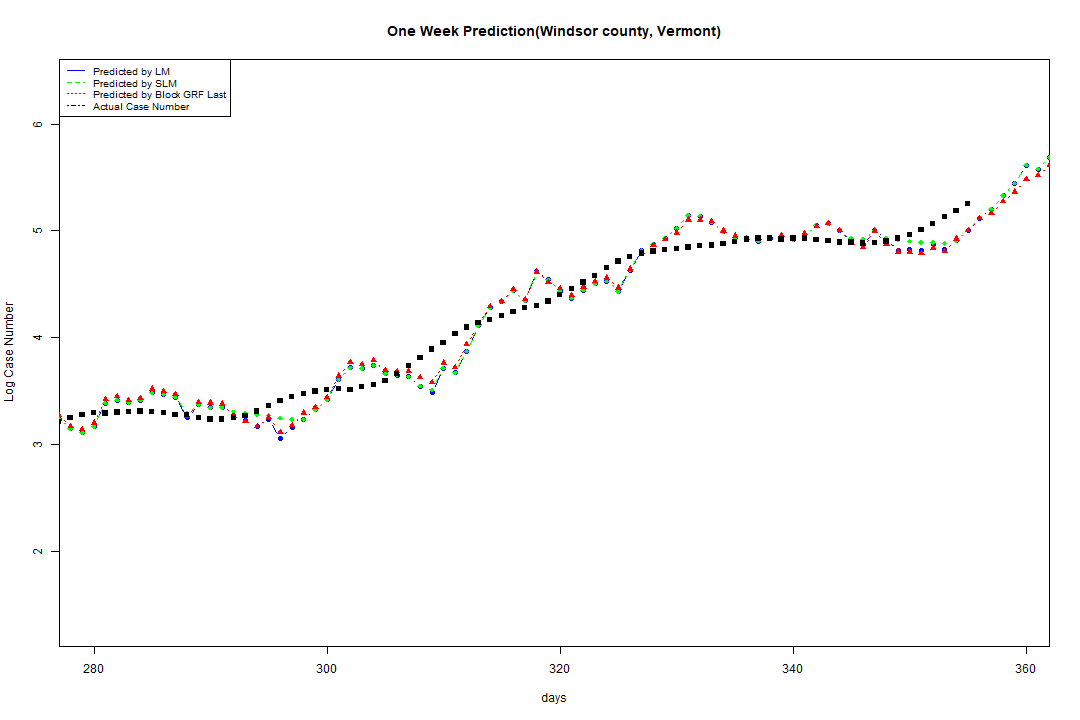 One Week Prediction(Windsor county, Vermont)
Predicted by LM
Predicted by SLM
Predicted by Block GRF Last
Actual Case Number
Log Case Number
6
5
4
3
2
280 300 320 340 360
days